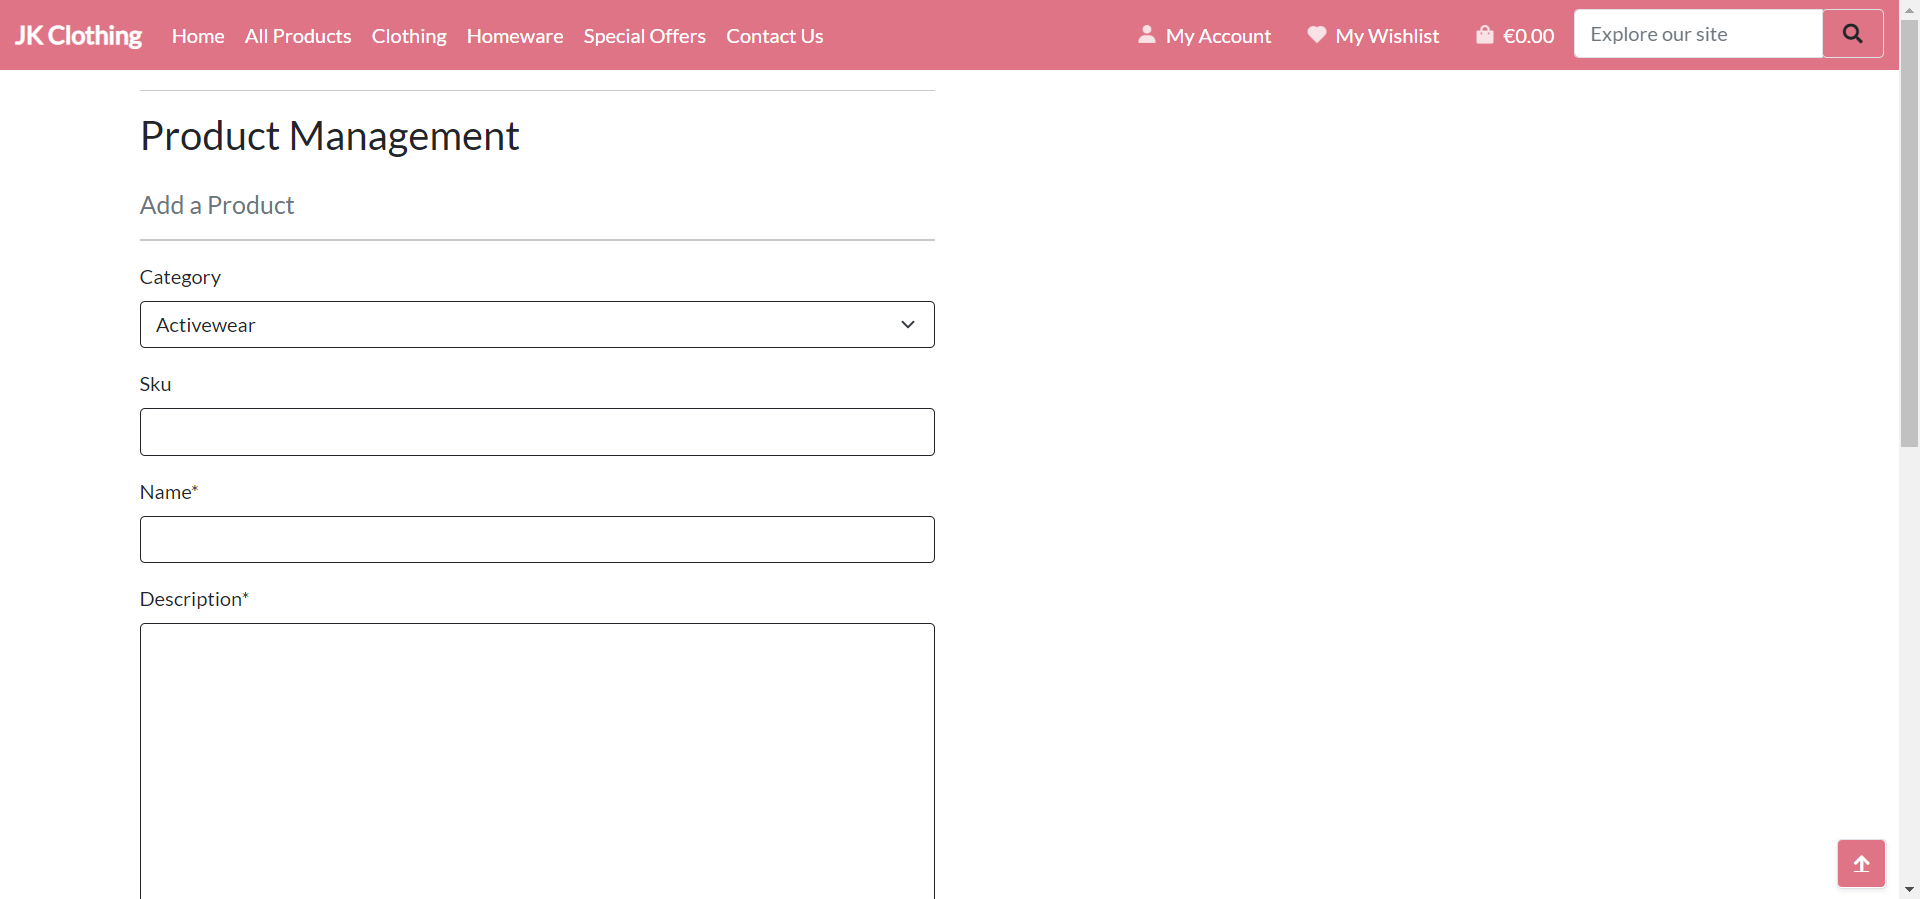 JK Clothing Home All Products Clothing Homeware Special Offers Contact Us My Account My Wishlist €0.00 Explore our site
Product Management
Add a Product
Category
Activewear
Sku
Name*
Description*